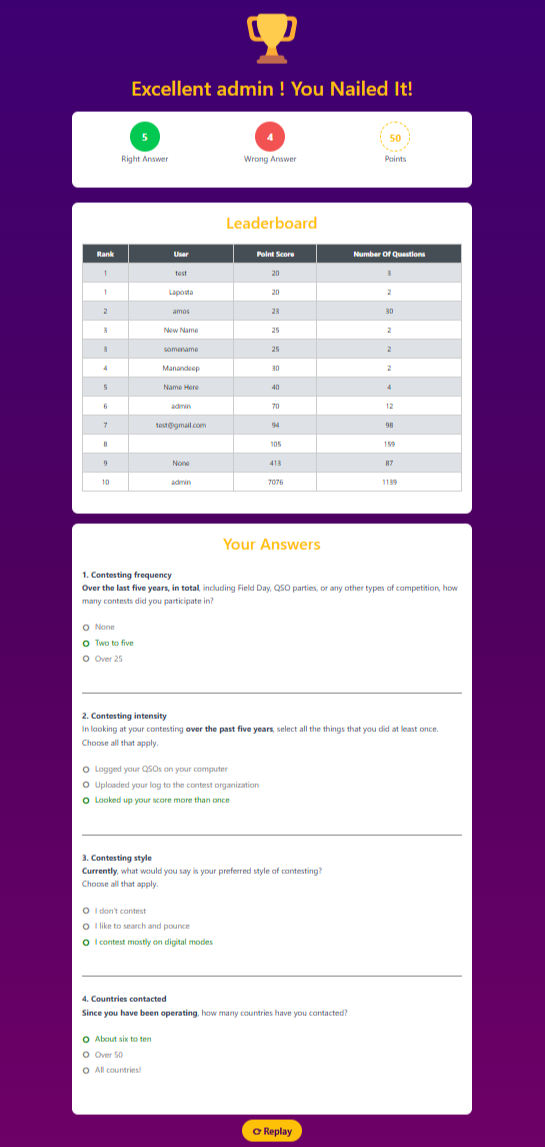 Excellent admin ! You Nailed It!
5
4
50
Right Answer
Wrong Answer
Points
Leaderboard
Rank User Point Score Number Of Questions
1 test 20 3
1 Laposta 20 2
2 amos 23 30
3 New Name 25 2
3 somename 25 2
4 Manandeep 30 2
5 Name Here 40 4
6 admin 70 12
7 test@gmail.com 94 98
8 105 159
9 None 413 87
10 admin 7076 1139
Your Answers
1. Contesting frequency
Over the last five years, in total, including Field Day, QSO parties, or any other types of competition, how
many contests did you participate in?
None
Two to five
Over 25
2. Contesting intensity
In looking at your contesting over the past five years, select all the things that you did at least once.
Choose all that apply.
Logged your QSOs on your computer
Uploaded your log to the contest organization
Looked up your score more than once
3. Contesting style
Currently, what would you say is your preferred style of contesting?
Choose all that apply.
I don't contest
I like to search and pounce
I contest mostly on digital modes
4. Countries contacted
Since you have been operating, how many countries have you contacted?
About six to ten
Over 50
All countries!
Replay